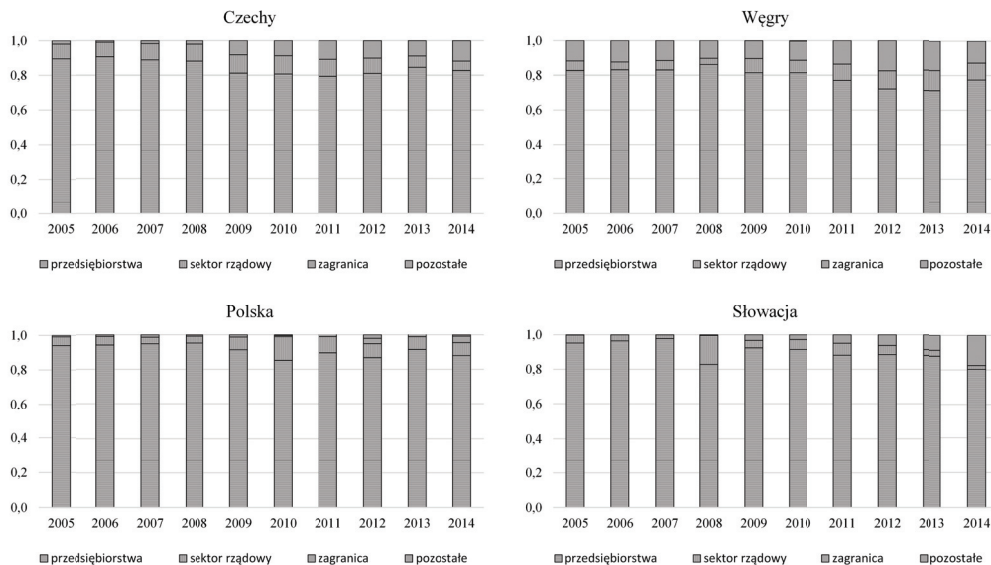 Czechy
1,0
0,8
0,6
0,4
0,2
0,0
2005 2006 2007 2008 2009 2010 2011 2012 2013 2014
przedsiębiorstwa sektor rządowy zagranica pozostałe
Węgry
1,0
0,8
0,6
0,4
0,2
0,0
2005 2006 2007 2008 2009 2010 2011 2012 2013 2014
przedsiębiorstwa sektor rządowy zagranica pozostałe
Polska
1,0
0,8
0,6
0,4
0,2
0,0
2005 2006 2007 2008 2009 2010 2011 2012 2013 2014
przedsiębiorstwa sektor rządowy zagranica pozostałe
Słowacja
1,0
0,8
0,6
0,4
0,2
0,0
2005 2006 2007 2008 2009 2010 2011 2012 2013 2014
przedsiębiorstwa sektor rządowy zagranica pozostałe